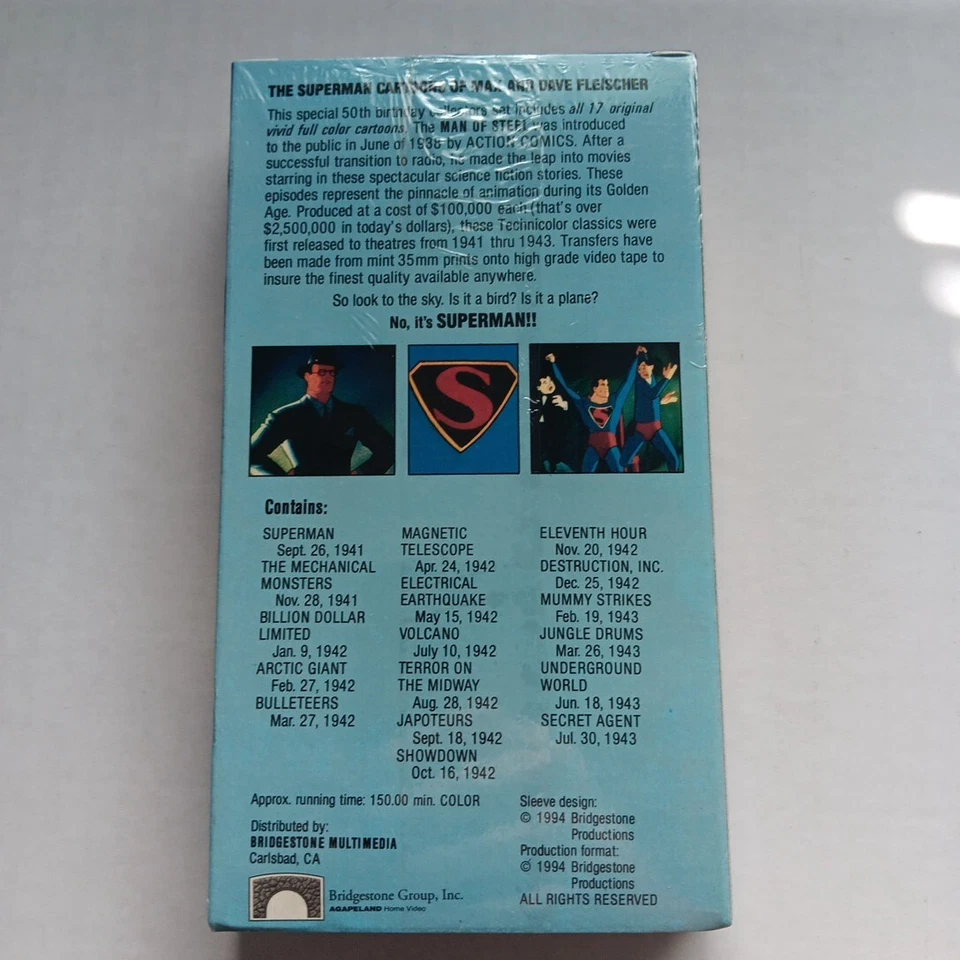 THE SUPERMAN CARTOONS OF MAX AND DAVE FLEISCHER
This special 50th birthday collectors set includes all 17 original
vivid full color cartoons. The MAN OF STEEL was introduced
to the public in June of 1938 by ACTION COMICS. After a
successful transition to radio, he made the leap into movies
starring in these spectacular science fiction stories. These
episodes represent the pinnacle of animation during its Golden
Age. Produced at a cost of $100,000 each (that's over
$2,500,000 in today's dollars), these Technicolor classics were
first released to theatres from 1941 thru 1943. Transfers have
been made from mint 35mm prints onto high grade video tape to
insure the finest quality available anywhere.
So look to the sky. Is it a bird? Is it a plane?
No, it's SUPERMAN!!
S
S
Contains:
SUPERMAN
Sept. 26, 1941
THE MECHANICAL
MONSTERS
Nov. 28, 1941
BILLION DOLLAR
LIMITED
Jan. 9, 1942
ARCTIC GIANT
Feb. 27, 1942
BULLETEERS
Mar. 27, 1942
MAGNETIC
TELESCOPE
Apr. 24, 1942
ELECTRICAL
EARTHQUAKE
May 15, 1942
VOLCANO
July 10, 1942
TERROR ON
THE MIDWAY
Aug. 28, 1942
JAPOTEURS
Sept. 18, 1942
SHOWDOWN
Oct. 16, 1942
ELEVENTH HOUR
Nov. 20, 1942
DESTRUCTION, INC.
Dec. 25, 1942
MUMMY STRIKES
Feb. 19, 1943
JUNGLE DRUMS
Mar. 26, 1943
UNDERGROUND
WORLD
Jun. 18, 1943
SECRET AGENT
Jul. 30, 1943
Approx. running time: 150.00 min. COLOR
Distributed by:
BRIDGESTONE MULTIMEDIA
Carlsbad, CA
Bridgestone Group, Inc.
AGAPELAND Home Video
Sleeve design:
© 1994 Bridgestone
Productions
Production format:
© 1994 Bridgestone
Productions
ALL RIGHTS RESERVED